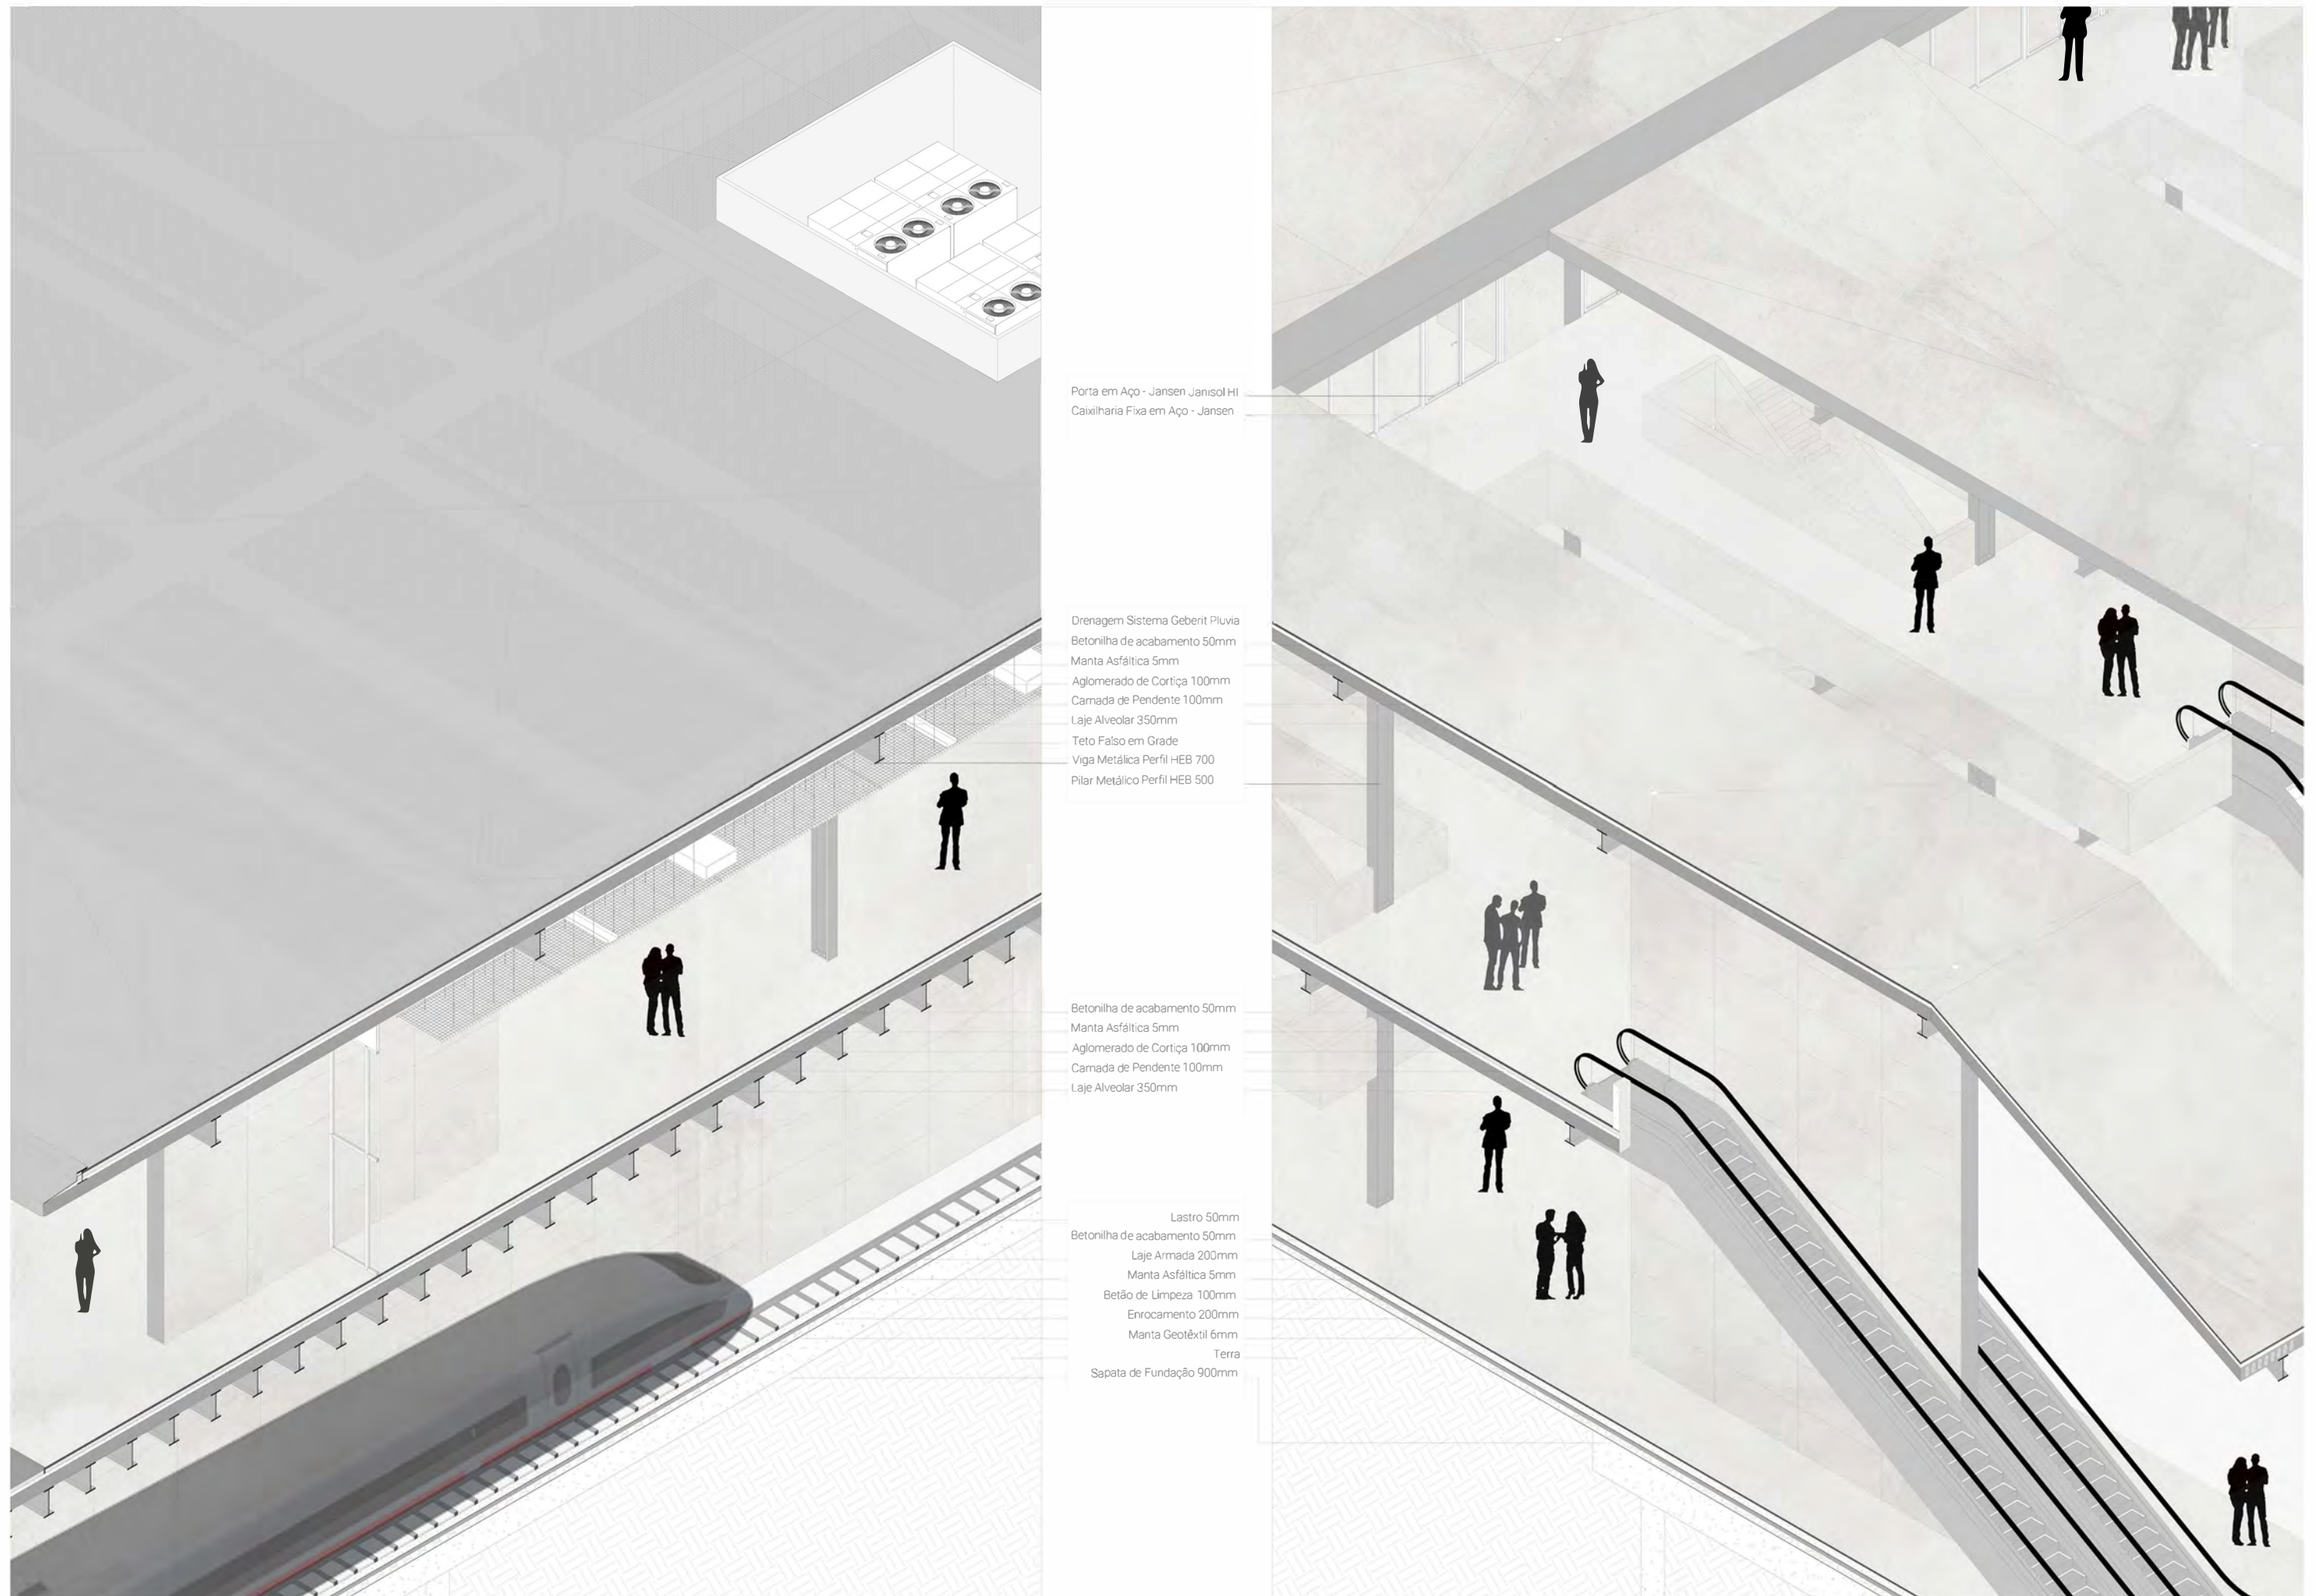 Porta em Aço - Jansen Janisol HI
Caixilharia Fixa em Aço - Jansen
Drenagem Sistema Geberit Pluvia
Betonilha de acabamento 50mm
Manta Asfáltica 5mm
Aglomerado de Cortiça 100mm
Camada de Pendente 100mm
Laje Alveolar 350mm
Teto Falso em Grade
Viga Metálica Perfil HEB 700
Pilar Metálico Perfil HEB 500
Betonilha de acabamento 50mm
Manta Asfáltica 5mm
Aglomerado de Cortiça 100mm
Camada de Pendente 100mm
Laje Alveolar 350mm
Lastro 50mm
Betonilha de acabamento 50mm
Laje Armada 200mm
Manta Asfáltica 5mm
Betão de Limpeza 100mm
Enrocamento 200mm
Manta Geotêxtil 6mm
Terra
Sapata de Fundação 900mm